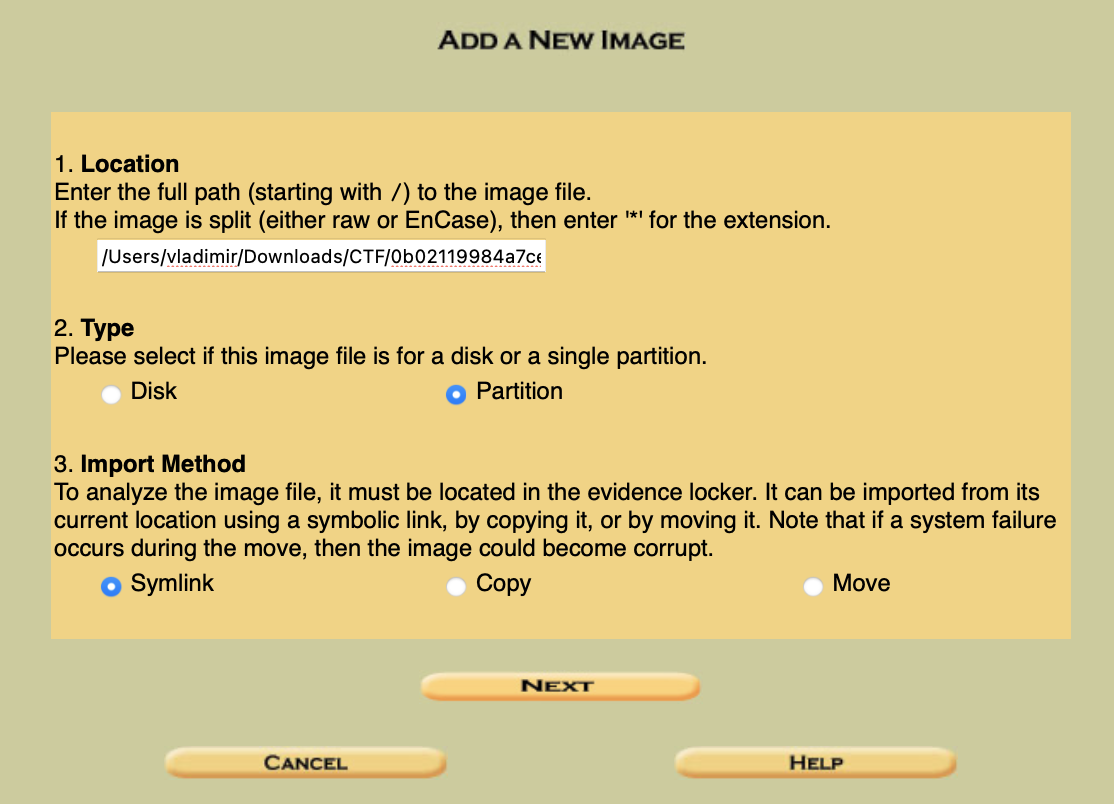 ADD A NEW IMAGE
1. Location
Enter the full path (starting with /) to the image file.
If the image is split (either raw or EnCase), then enter '*' for the extension.
/Users/vladimir/Downloads/CTF/0b02119984a7ce
2. Type
Please select if this image file is for a disk or a single partition.
Disk Partition
3. Import Method
To analyze the image file, it must be located in the evidence locker. It can be imported from its
current location using a symbolic link, by copying it, or by moving it. Note that if a system failure
occurs during the move, then the image could become corrupt.
Symlink Copy Move
NEXT
CANCEL HELP